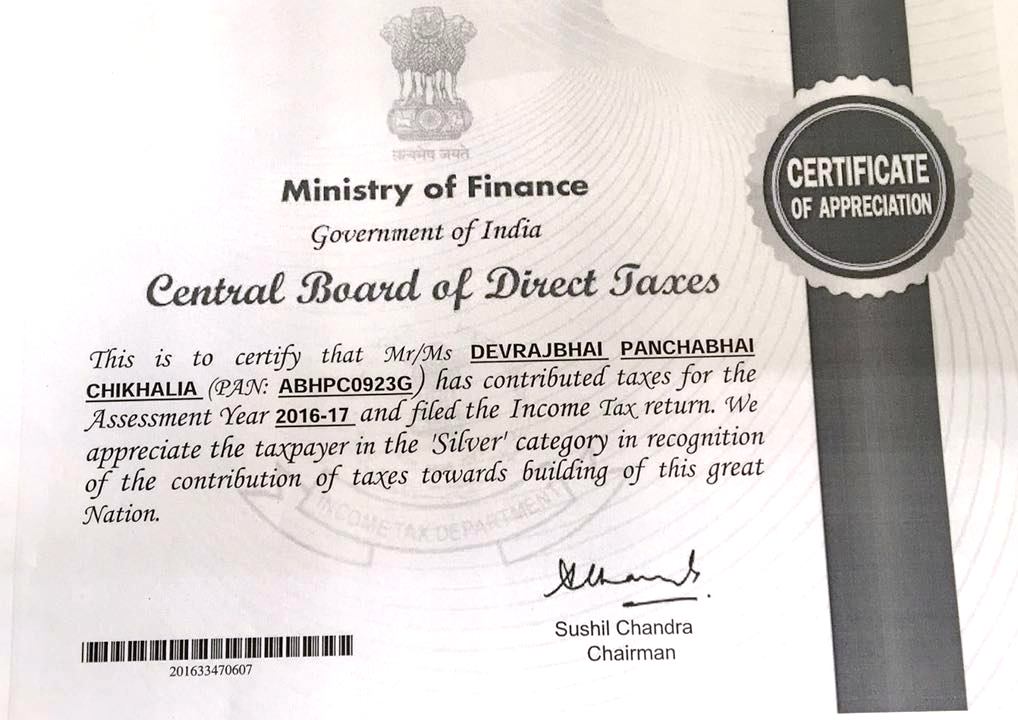 सत्यमेव जयते
Ministry of Finance
Government of India
Central Board of Direct Taxes
CERTIFICATE
OF APPRECIATION
This is to certify that Mr/Ms DEVRAJBHAI PANCHABHAI
CHIKHALIA (PAN: ABHPC0923G) has contributed taxes for the
Assessment Year 2016-17 and filed the Income Tax return. We
appreciate the taxpayer in the 'Silver' category in recognition
of the contribution of taxes towards building of this great
Nation.
INCOME TAX DEPARTMENT
Sushil Chandra
Chairman
201633470607